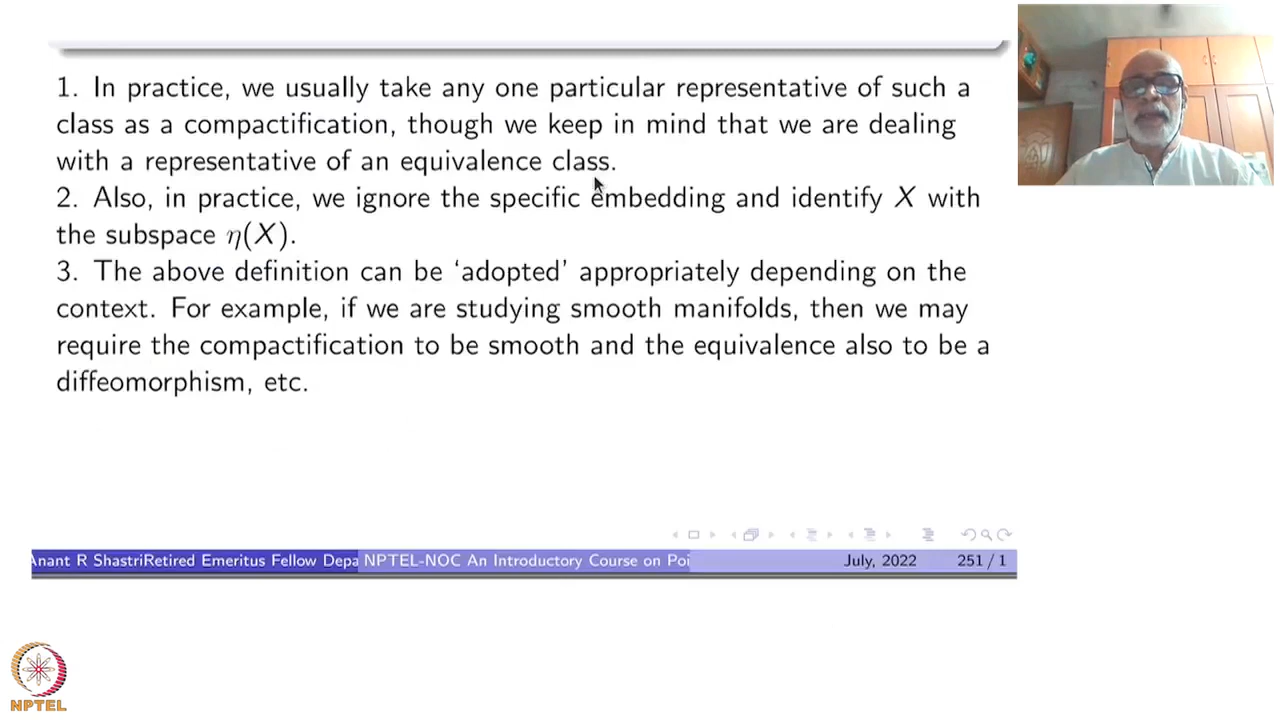 1. In practice, we usually take any one particular representative of such a
class as a compactification, though we keep in mind that we are dealing
with a representative of an equivalence class.
2. Also, in practice, we ignore the specific embedding and identify X with
the subspace η(X).
3. The above definition can be ‘adopted’ appropriately depending on the
context. For example, if we are studying smooth manifolds, then we may
require the compactification to be smooth and the equivalence also to be a
diffeomorphism, etc.
Anant R ShastriRetired Emeritus Fellow Depa NPTEL-NOC An Introductory Course on Poi July, 2022 251 / 1
NPTEL